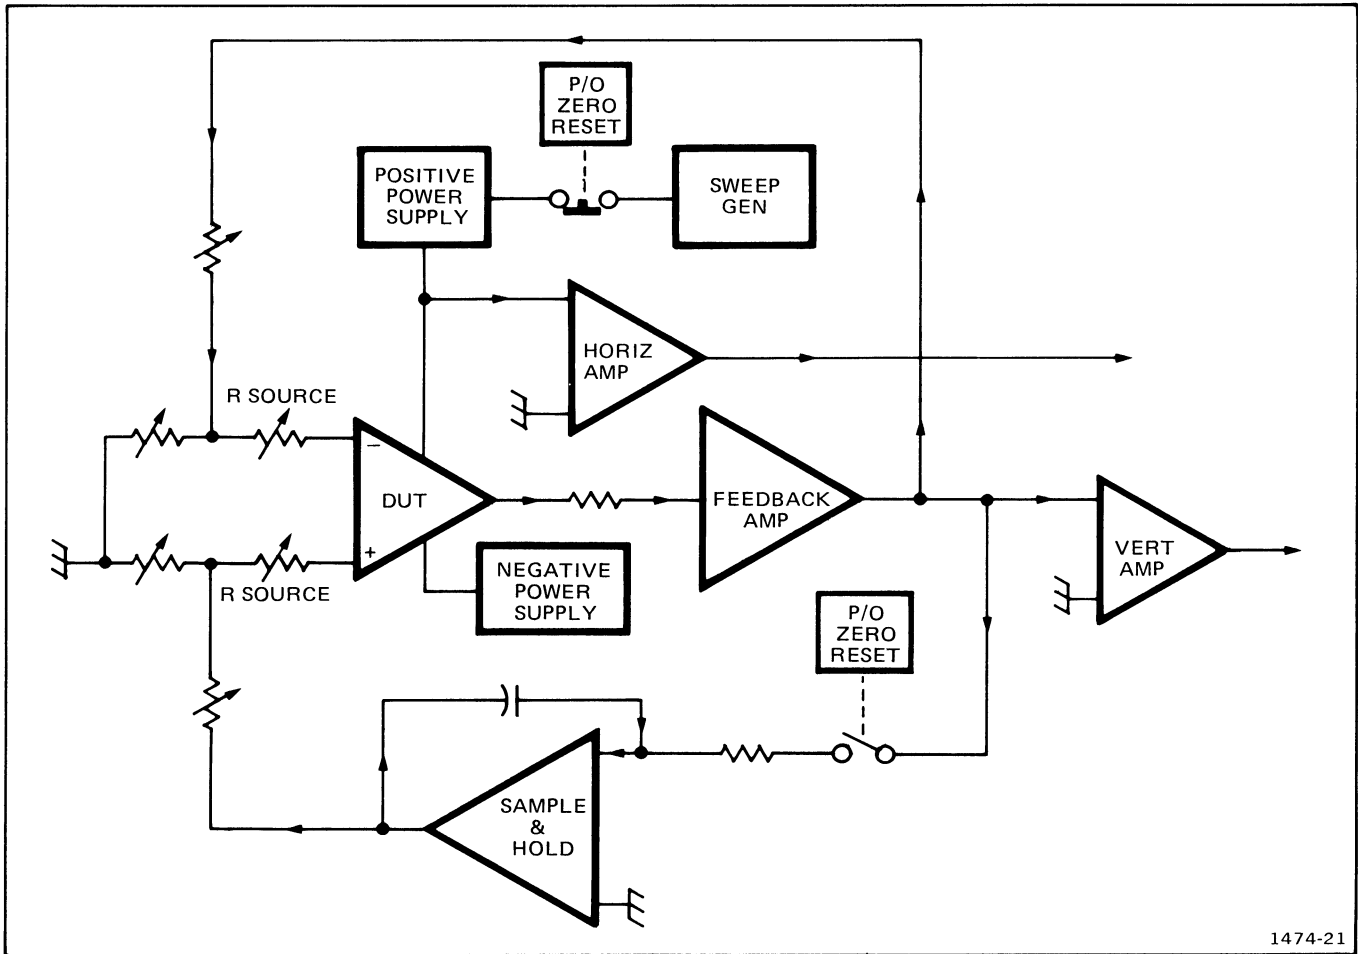 P/O
ZERO
RESET
POSITIVE
POWER
SUPPLY
SWEEP
GEN
HORIZ
AMP
R SOURCE
−
DUT
+
R SOURCE
FEEDBACK
AMP
VERT
AMP
NEGATIVE
POWER
SUPPLY
P/O
ZERO
RESET
SAMPLE
&
HOLD
1474-21